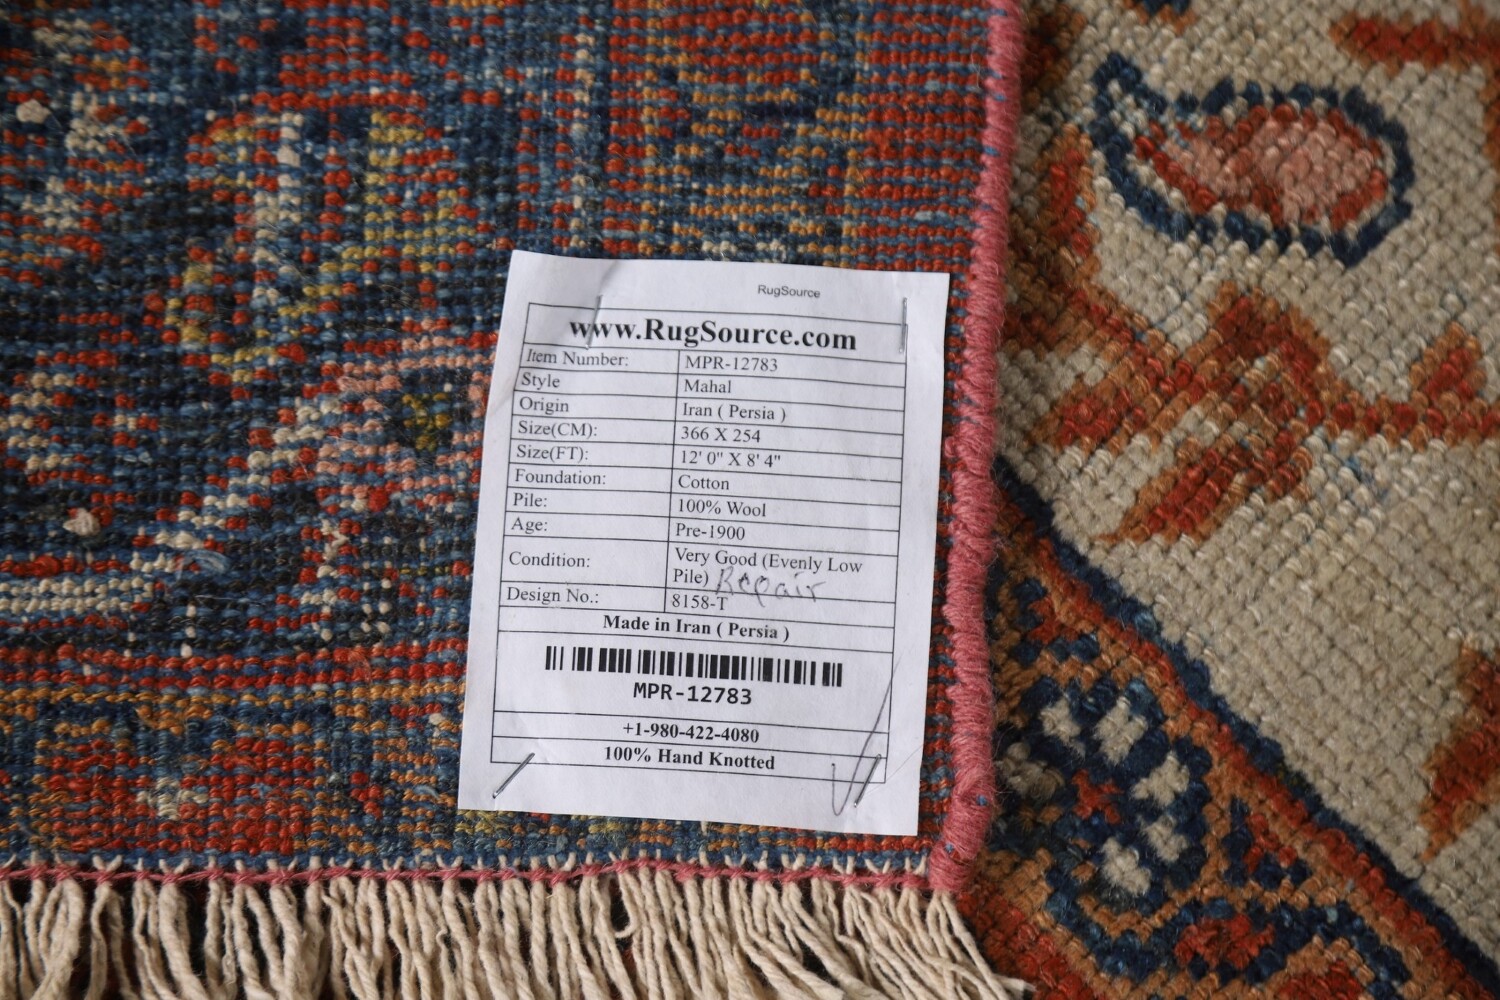 RugSource
www.RugSource.com
Item Number: MPR-12783
Style Mahal
Origin Iran ( Persia )
Size(CM): 366 X 254
Size(FT): 12' 0" X 8' 4"
Foundation: Cotton
Pile: 100% Wool
Age: Pre-1900
Condition: Very Good (Evenly Low
Pile) Repair
Design No.: 8158-T
Made in Iran ( Persia )
MPR-12783
+1-980-422-4080
100% Hand Knotted